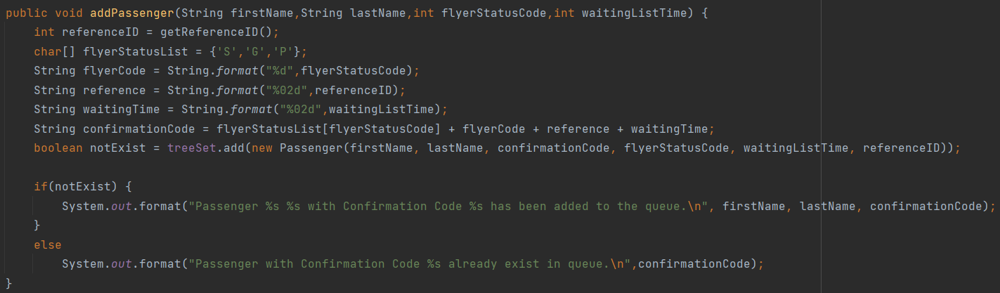 public void addPassenger(String firstName,String lastName,int flyerStatusCode,int waitingListTime) {
    int referenceID = getReferenceID();
    char[] flyerStatusList = {'S','G','P'};
    String flyerCode = String.format("%d",flyerStatusCode);
    String reference = String.format("%02d",referenceID);
    String waitingTime = String.format("%02d",waitingListTime);
    String confirmationCode = flyerStatusList[flyerStatusCode] + flyerCode + reference + waitingTime;
    boolean notExist = treeSet.add(new Passenger(firstName, lastName, confirmationCode, flyerStatusCode, waitingListTime, referenceID));

    if(notExist) {
        System.out.format("Passenger %s %s with Confirmation Code %s has been added to the queue.\n", firstName, lastName, confirmationCode);
    }
    else
        System.out.format("Passenger with Confirmation Code %s already exist in queue.\n",confirmationCode);
}